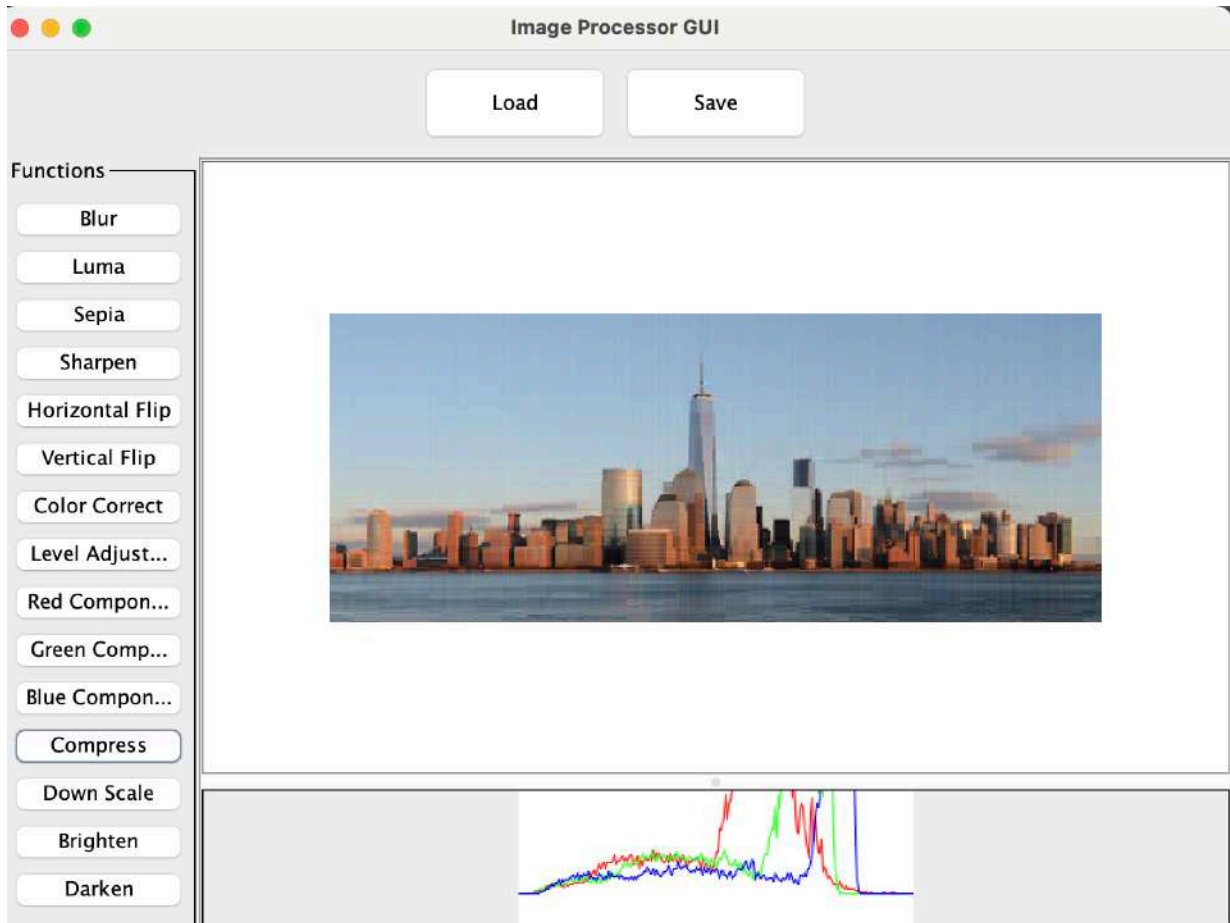 Image Processor GUI
Load
Save
Functions
Blur
Luma
Sepia
Sharpen
Horizontal Flip
Vertical Flip
Color Correct
Level Adjust...
Red Compon...
Green Comp...
Blue Compon...
Compress
Down Scale
Brighten
Darken